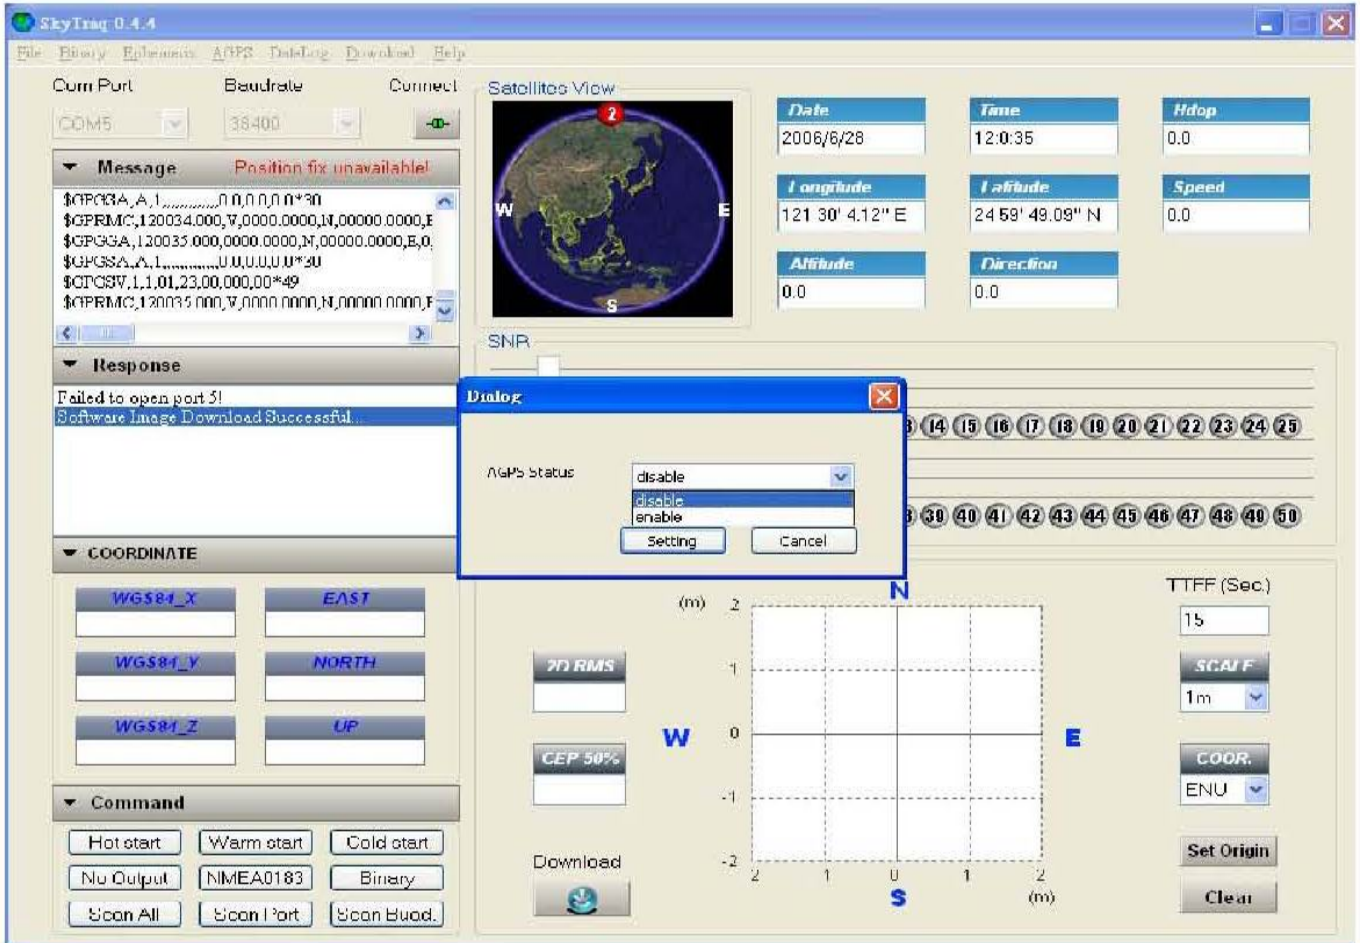 SkyTraq 0.4.4
File Binary Ephemeris AGPS DataLog Download Help
Com Port Baudrate Connect
COM5 38400
Message Position fix unavailable!
$GPGSA,A,1,,,,,,,,,,,,,0.0,0.0,0.0*30
$GPRMC,120034.000,V,0000.0000,N,00000.0000,E
$GPGGA,120035.000,0000.0000,N,00000.0000,E,0,
$GPGSA,A,1,,,,,,,,,,,,,0.0,0.0,0.0*30
$GPGSV,1,1,01,23,00,000,00*49
$GPRMC,120035.000,V,0000.0000,N,00000.0000,E
Response
Failed to open port 5!
Software Image Download Successful...
COORDINATE
WGS84_X EAST
WGS84_Y NORTH
WGS84_Z UP
Command
Hot start Warm start Cold start
No Output NMEA0183 Binary
Scan All Scan Port Scan Buad.
Satellites View
2
W E
S
Date Time Hdop
2006/6/28 12:0:35 0.0
Longitude Latitude Speed
121 30' 4.12" E 24 59' 49.09" N 0.0
Altitude Direction
0.0 0.0
SNR
14 15 16 17 18 19 20 21 22 23 24 25
39 40 41 42 43 44 45 46 47 48 49 50
Dialog
AGPS Status disable
disable
enable
Setting Cancel
N
(m) 2
1
0
-1
-2
2 1 0 1 2
(m)
W E
S
2D RMS
CEP 50%
Download
TTFF (Sec.)
15
SCALE
1m
COOR.
ENU
Set Origin
Clear